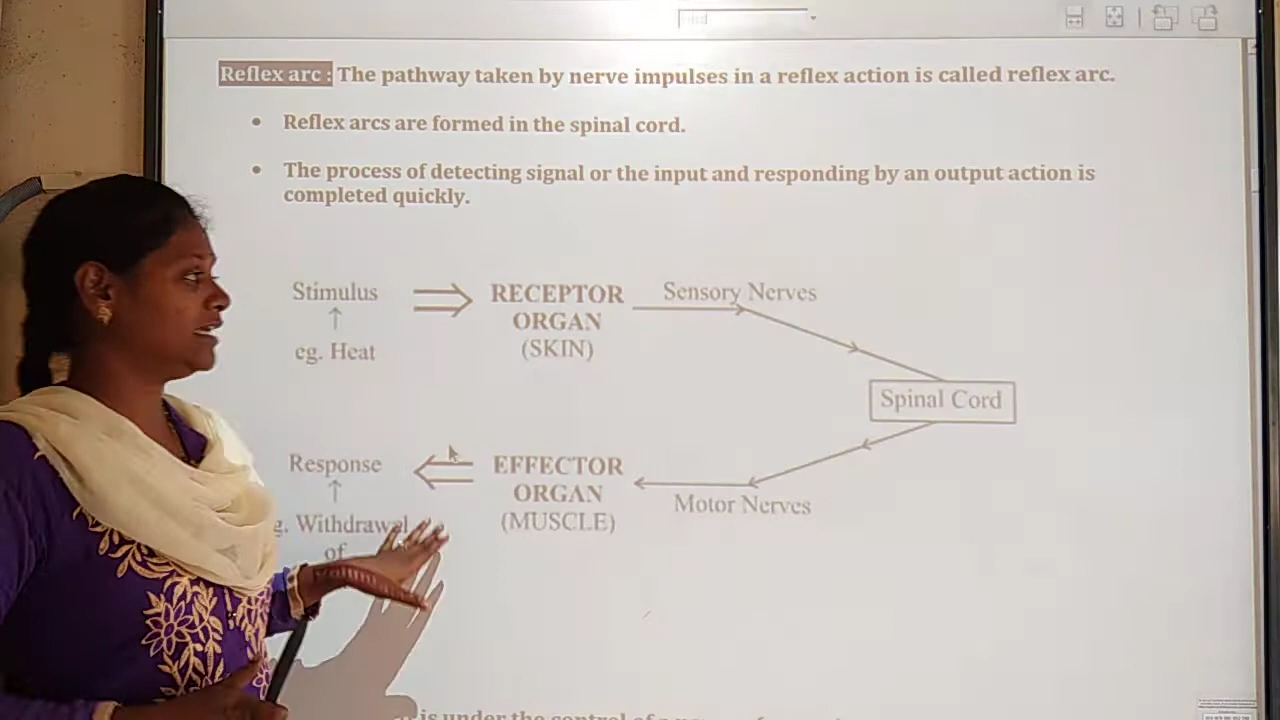 Reflex arc : The pathway taken by nerve impulses in a reflex action is called reflex arc.
• Reflex arcs are formed in the spinal cord.
• The process of detecting signal or the input and responding by an output action is
completed quickly.
Stimulus
↑
eg. Heat
RECEPTOR
ORGAN
(SKIN)
Sensory Nerves
Spinal Cord
Response
↑
g. Withdrawal
of
EFFECTOR
ORGAN
(MUSCLE)
Motor Nerves
is under the control of